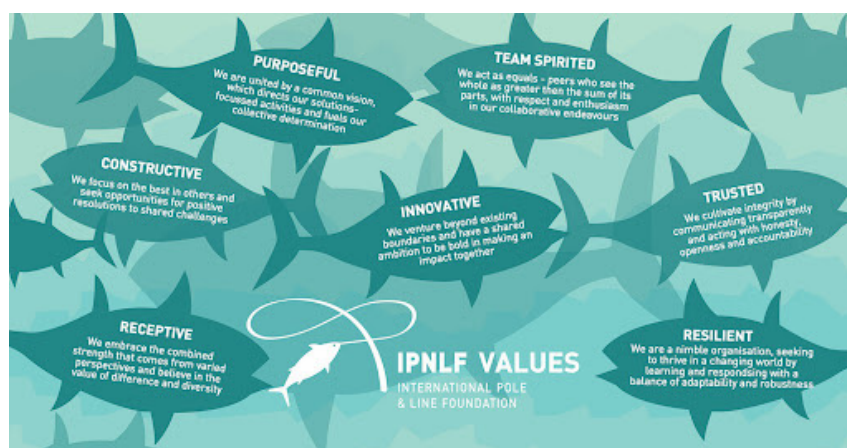 PURPOSEFUL
We are united by a common vision,
which directs our solutions-
focussed activities and fuels our
collective determination
TEAM SPIRITED
We act as equals - peers who see the
whole as greater then the sum of its
parts, with respect and enthusiasm
in our collaborative endeavours
CONSTRUCTIVE
We focus on the best in others and
seek opportunities for positive
resolutions to shared challenges
INNOVATIVE
We venture beyond existing
boundaries and have a shared
ambition to be bold in making an
impact together
TRUSTED
We cultivate integrity by
communicating transparently
and acting with honesty,
openness and accountability
RECEPTIVE
We embrace the combined
strength that comes from varied
perspectives and believe in the
value of difference and diversity
RESILIENT
We are a nimble organisation, seeking
to thrive in a changing world by
learning and respondsing with a
balance of adaptability and robustness
IPNLF VALUES
INTERNATIONAL POLE
& LINE FOUNDATION